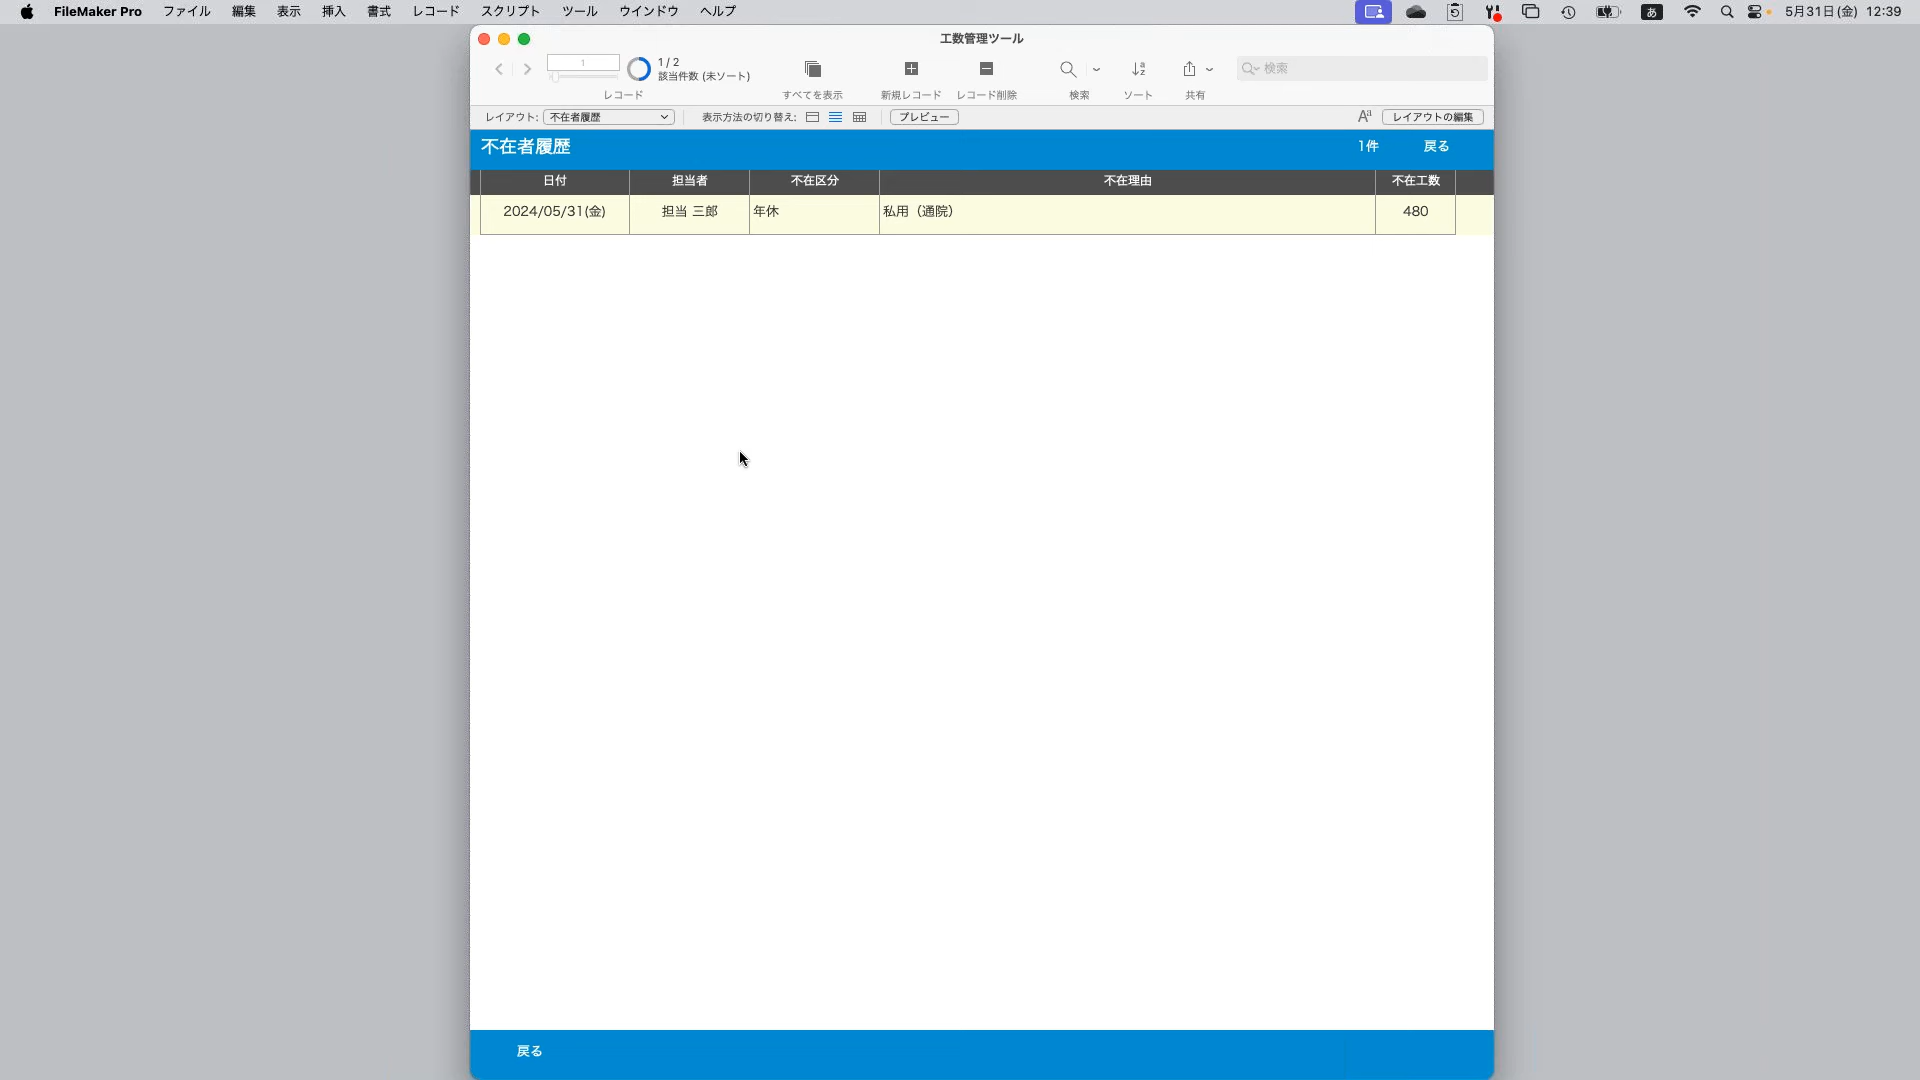 FileMaker Pro ファイル 編集 表示 挿入 書式 レコード スクリプト ツール ウインドウ ヘルプ あ 5月31日(金) 12:39
工数管理ツール
1 1 / 2
該当件数 (未ソート) 検索
レコード すべてを表示 新規レコード レコード削除 検索 ソート 共有
レイアウト: 不在者履歴 表示方法の切り替え: プレビュー Aa レイアウトの編集
不在者履歴 1件 戻る
日付 担当者 不在区分 不在理由 不在工数
2024/05/31(金) 担当 三郎 年休 私用（通院） 480
戻る